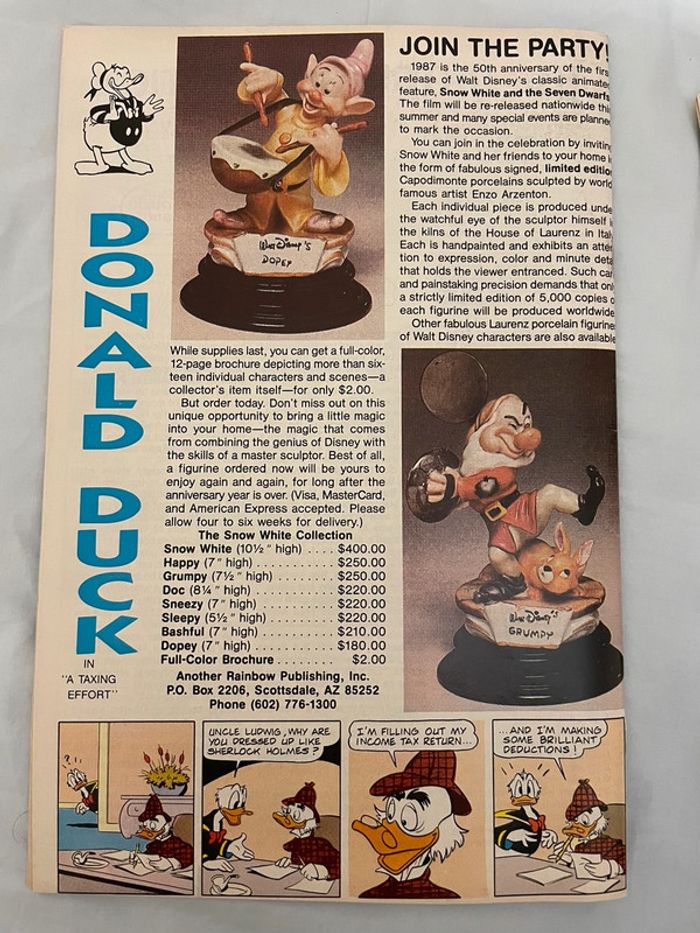 DONALD
DUCK
IN
"A TAXING
EFFORT"
Walt Disney's
DOPEY
JOIN THE PARTY!
1987 is the 50th anniversary of the
release of Walt Disney's classic
feature, Snow White and the Seven
The film will be re-released nationwide
summer and many special events are
to mark the occasion.
You can join in the celebration by
Snow White and her friends to your home
the form of fabulous signed, limited
Capodimonte porcelains sculpted by
famous artist Enzo Arzenton.
Each individual piece is produced
the watchful eye of the sculptor himself
the kilns of the House of Laurenz in
Each is handpainted and exhibits an
tion to expression, color and minute
that holds the viewer entranced. Such
and painstaking precision demands that
a strictly limited edition of 5,000 copies
each figurine will be produced
Other fabulous Laurenz porcelain
of Walt Disney characters are also available
While supplies last, you can get a full-color,
12-page brochure depicting more than six-
teen individual characters and scenes—a
collector's item itself—for only $2.00.
But order today. Don't miss out on this
unique opportunity to bring a little magic
into your home—the magic that comes
from combining the genius of Disney with
the skills of a master sculptor. Best of all,
a figurine ordered now will be yours to
enjoy again and again, for long after the
anniversary year is over. (Visa, MasterCard,
and American Express accepted. Please
allow four to six weeks for delivery.)
The Snow White Collection
Snow White (10½" high) .... $400.00
Happy (7" high) .......... $250.00
Grumpy (7½" high) ........ $250.00
Doc (8¼" high) ........... $220.00
Sneezy (7" high) ......... $220.00
Sleepy (5½" high) ........ $220.00
Bashful (7" high) ........ $210.00
Dopey (7" high) .......... $180.00
Full-Color Brochure ........ $2.00
Another Rainbow Publishing, Inc.
P.O. Box 2206, Scottsdale, AZ 85252
Phone (602) 776-1300
Walt Disney's
GRUMPY
?!!
UNCLE LUDWIG, WHY ARE
YOU DRESSED UP LIKE
SHERLOCK HOLMES?
I'M FILLING OUT MY
INCOME TAX RETURN...
...AND I'M MAKING
SOME BRILLIANT
DEDUCTIONS!